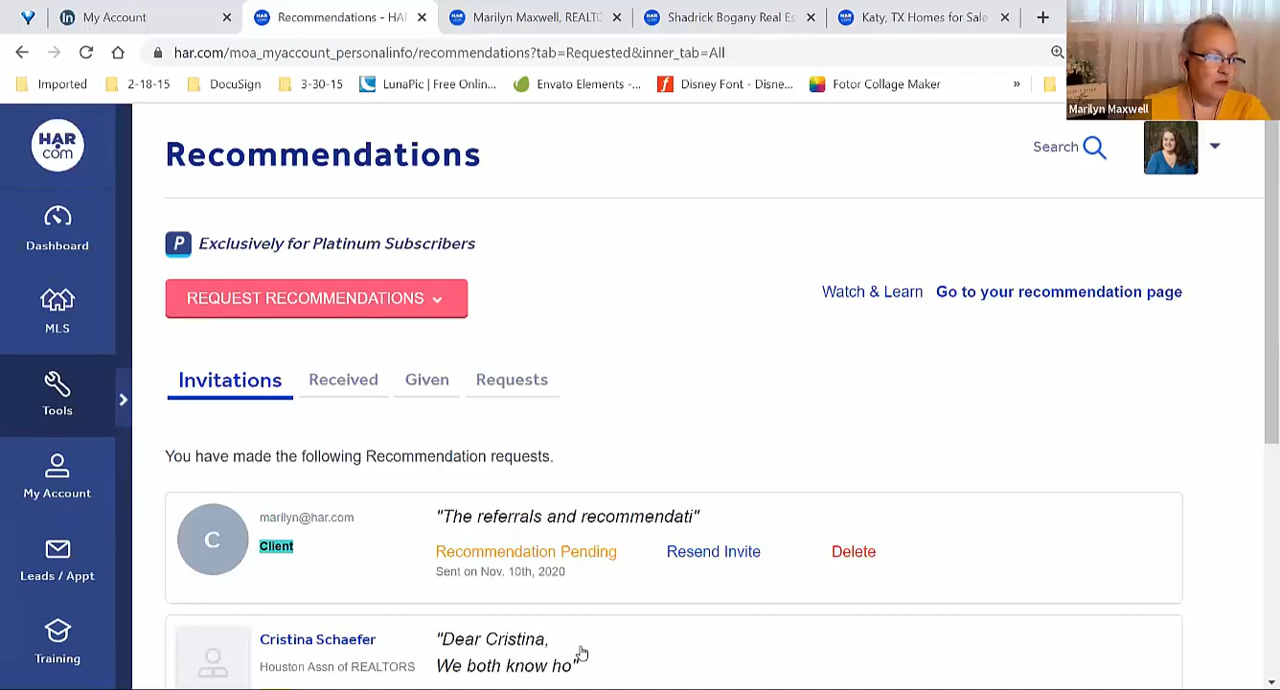 My Account
Recommendations - HA
Marilyn Maxwell, REALTO
Shadrick Bogany Real Es
Katy, TX Homes for Sale
har.com/moa_myaccount_personalinfo/recommendations?tab=Requested&inner_tab=All
Imported
2-18-15
DocuSign
3-30-15
LunaPic | Free Onlin...
Envato Elements -...
Disney Font - Disne...
Fotor Collage Maker
»
Marilyn Maxwell
HAR
com
Recommendations
Search
Dashboard
P Exclusively for Platinum Subscribers
REQUEST RECOMMENDATIONS
Watch & Learn
Go to your recommendation page
MLS
Tools
Invitations
Received
Given
Requests
You have made the following Recommendation requests.
My Account
C
marilyn@har.com
Client
"The referrals and recommendati"
Recommendation Pending
Resend Invite
Delete
Sent on Nov. 10th, 2020
Leads / Appt
Cristina Schaefer
Houston Assn of REALTORS
"Dear Cristina,
We both know ho"
Training